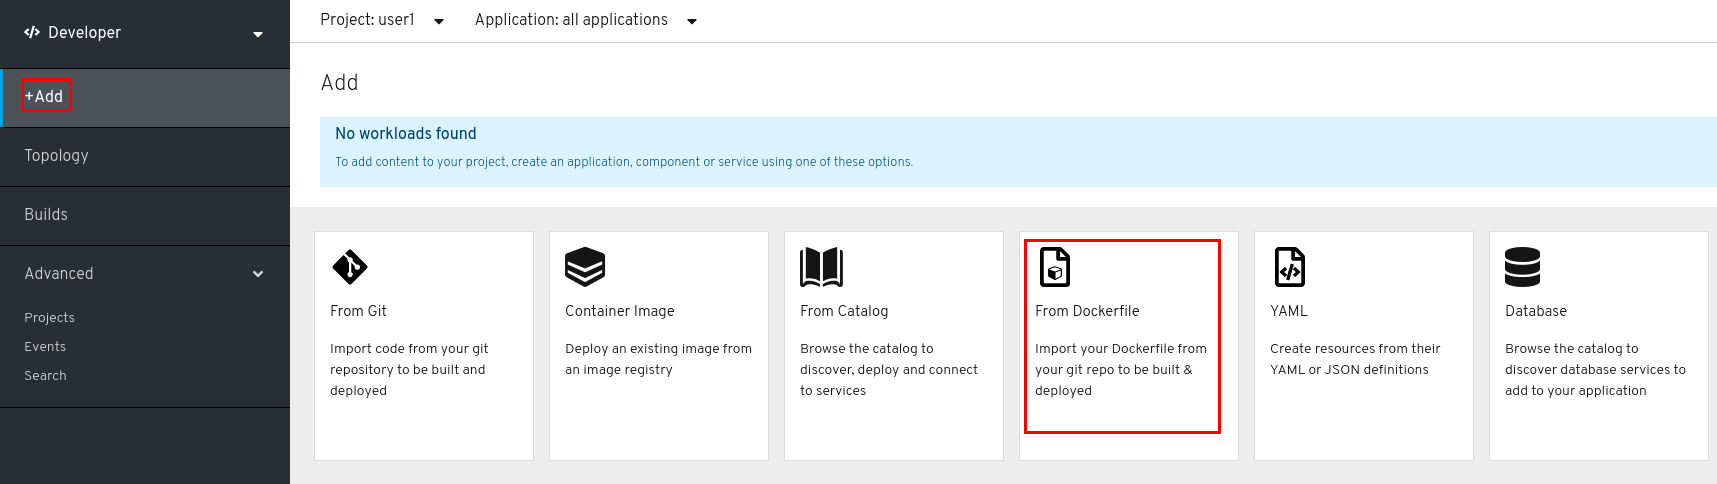 Developer
+Add
Topology
Builds
Advanced
Projects
Events
Search
Project: user1
Application: all applications
Add
No workloads found
To add content to your project, create an application, component or service using one of these options.
From Git
Import code from your git
repository to be built and
deployed
Container Image
Deploy an existing image from
an image registry
From Catalog
Browse the catalog to
discover, deploy and connect
to services
From Dockerfile
Import your Dockerfile from
your git repo to be built &
deployed
YAML
Create resources from their
YAML or JSON definitions
Database
Browse the catalog to
discover database services to
add to your application